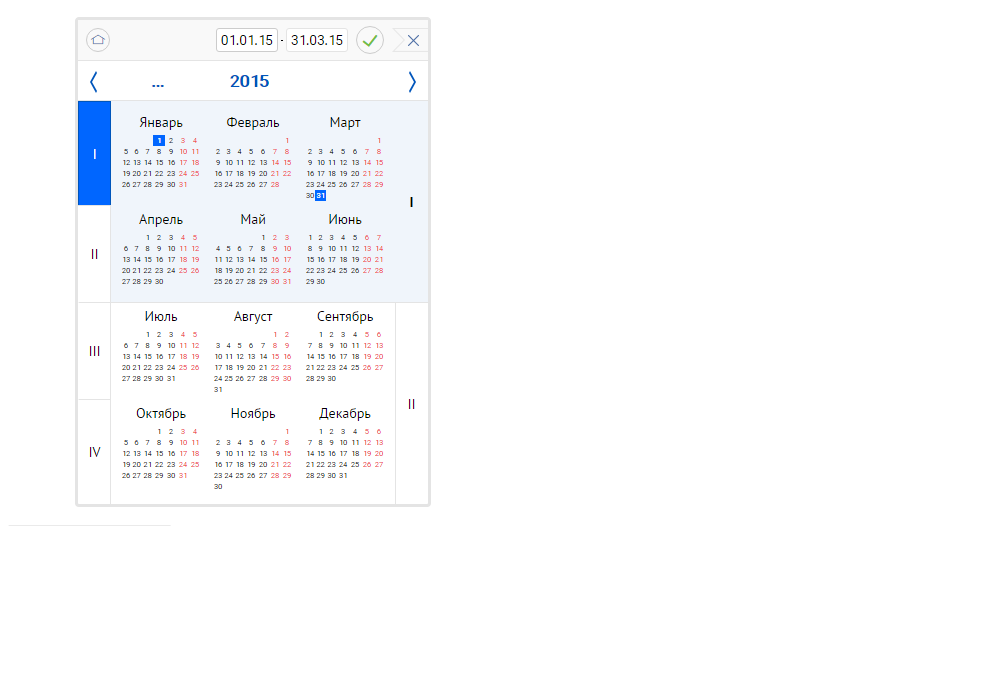 01.01.15 - 31.03.15
... 2015
Январь Февраль Март
1 2 3 4 1 1
5 6 7 8 9 10 11 2 3 4 5 6 7 8 2 3 4 5 6 7 8
I 12 13 14 15 16 17 18 9 10 11 12 13 14 15 9 10 11 12 13 14 15
19 20 21 22 23 24 25 16 17 18 19 20 21 22 16 17 18 19 20 21 22
26 27 28 29 30 31 23 24 25 26 27 28 23 24 25 26 27 28 29
30 31
I
Апрель Май Июнь
1 2 3 4 5 1 2 3 1 2 3 4 5 6 7
6 7 8 9 10 11 12 4 5 6 7 8 9 10 8 9 10 11 12 13 14
II 13 14 15 16 17 18 19 11 12 13 14 15 16 17 15 16 17 18 19 20 21
20 21 22 23 24 25 26 18 19 20 21 22 23 24 22 23 24 25 26 27 28
27 28 29 30 25 26 27 28 29 30 31 29 30
Июль Август Сентябрь
1 2 3 4 5 1 2 1 2 3 4 5 6
6 7 8 9 10 11 12 3 4 5 6 7 8 9 7 8 9 10 11 12 13
III 13 14 15 16 17 18 19 10 11 12 13 14 15 16 14 15 16 17 18 19 20
20 21 22 23 24 25 26 17 18 19 20 21 22 23 21 22 23 24 25 26 27
27 28 29 30 31 24 25 26 27 28 29 30 28 29 30
31
II
Октябрь Ноябрь Декабрь
1 2 3 4 1 1 2 3 4 5 6
5 6 7 8 9 10 11 2 3 4 5 6 7 8 7 8 9 10 11 12 13
IV 12 13 14 15 16 17 18 9 10 11 12 13 14 15 14 15 16 17 18 19 20
19 20 21 22 23 24 25 16 17 18 19 20 21 22 21 22 23 24 25 26 27
26 27 28 29 30 31 23 24 25 26 27 28 29 28 29 30 31
30